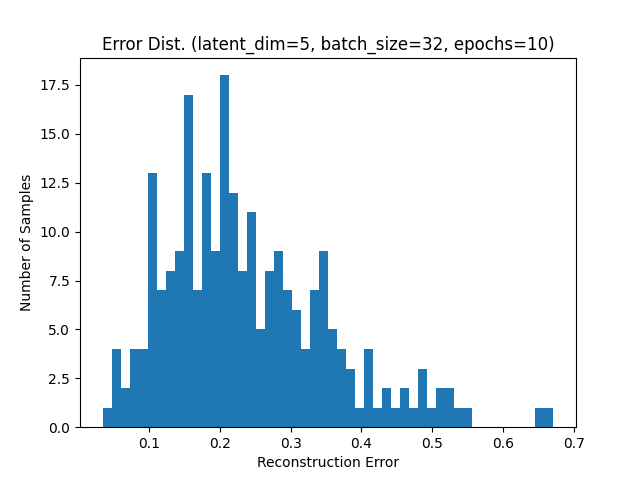 Error Dist. (latent_dim=5, batch_size=32, epochs=10)
17.5
15.0
12.5
10.0
7.5
5.0
2.5
0.0
Number of Samples
0.1 0.2 0.3 0.4 0.5 0.6 0.7
Reconstruction Error